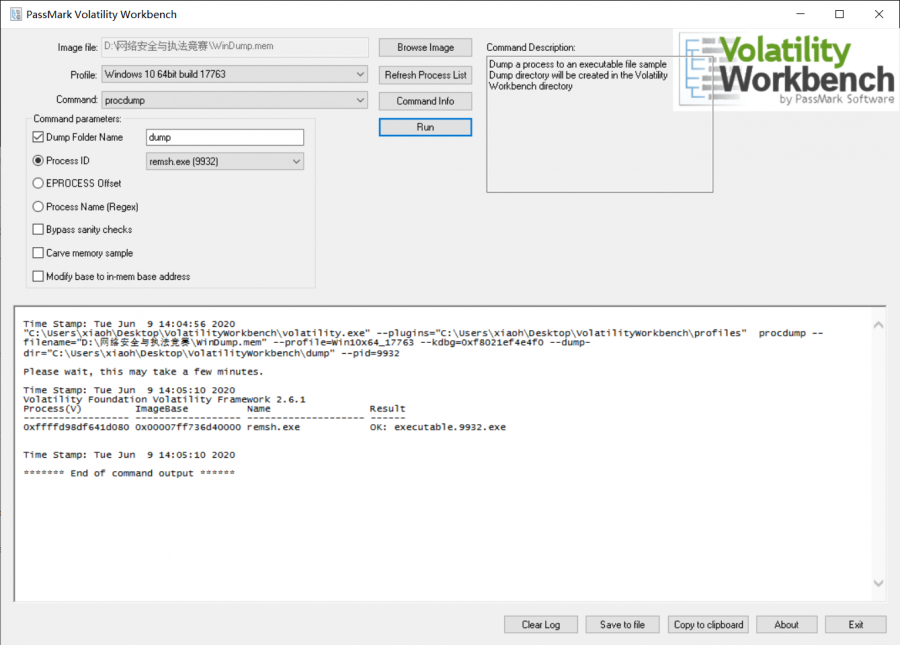 PassMark Volatility Workbench
Image file: D:\网络安全与执法竞赛\WinDump.mem
Browse Image
Profile: Windows 10 64bit build 17763
Refresh Process List
Command: procdump
Command Info
Run
Command parameters:
Dump Folder Name dump
Process ID remsh.exe (9932)
EPROCESS Offset
Process Name (Regex)
Bypass sanity checks
Carve memory sample
Modify base to in-mem base address
Command Description:
Dump a process to an executable file sample
Dump directory will be created in the Volatility
Workbench directory
Volatility
Workbench
by PassMark Software
Time Stamp: Tue Jun  9 14:04:56 2020
"C:\Users\xiaoh\Desktop\VolatilityWorkbench\volatility.exe" --plugins="C:\Users\xiaoh\Desktop\VolatilityWorkbench\profiles"  procdump --
filename="D:\网络安全与执法竞赛\WinDump.mem" --profile=Win10x64_17763 --kdbg=0xf8021ef4e4f0 --dump-
dir="C:\Users\xiaoh\Desktop\VolatilityWorkbench\dump" --pid=9932
Please wait, this may take a few minutes.
Time Stamp: Tue Jun  9 14:05:10 2020
Volatility Foundation Volatility Framework 2.6.1
Process(V)         ImageBase          Name                 Result
------------------ ------------------ -------------------- ------
0xffffd98df641d080 0x00007ff736d40000 remsh.exe            OK: executable.9932.exe
Time Stamp: Tue Jun  9 14:05:10 2020
******* End of command output ******
Clear Log
Save to file
Copy to clipboard
About
Exit